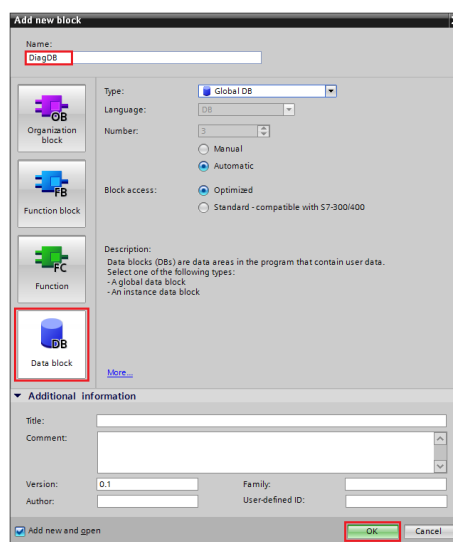 Add new block
Name:
DiagDB
OB
Organization
block
FB
Function block
FC
Function
DB
Data block
Type:
Global DB
Language:
DB
Number:
3
Manual
Automatic
Block access:
Optimized
Standard - compatible with S7-300/400
Description:
Data blocks (DBs) are data areas in the program that contain user data.
Select one of the following types:
- A global data block
- An instance data block
More...
Additional information
Title:
Comment:
Version:
0.1
Family:
Author:
User-defined ID:
Add new and open
OK
Cancel